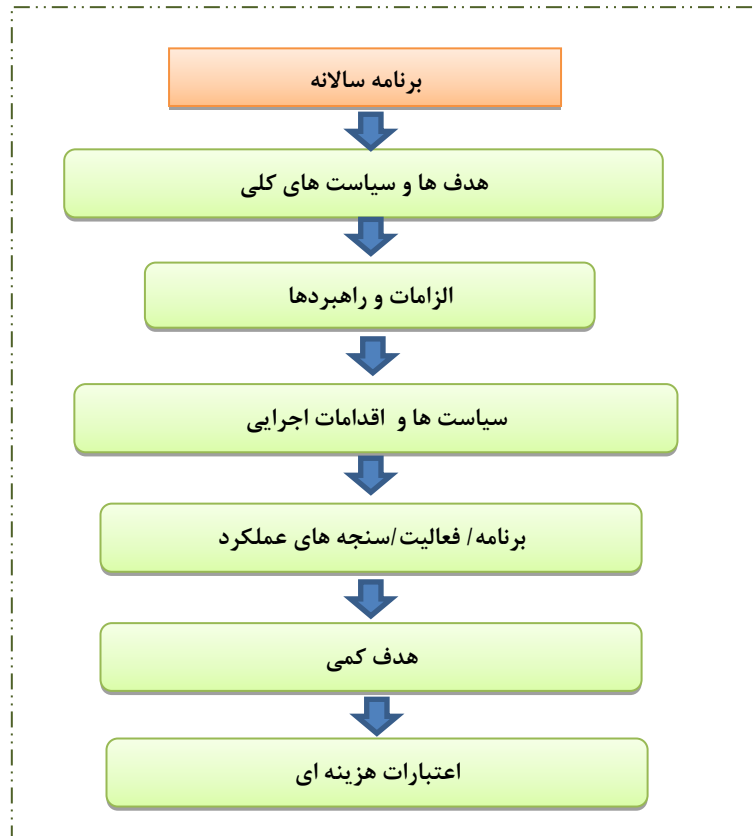 برنامه سالانه
هدف ها و سیاست های کلی
الزامات و راهبردها
سیاست ها و اقدامات اجرایی
برنامه/ فعالیت/سنجه های عملکرد
هدف کمی
اعتبارات هزینه ای